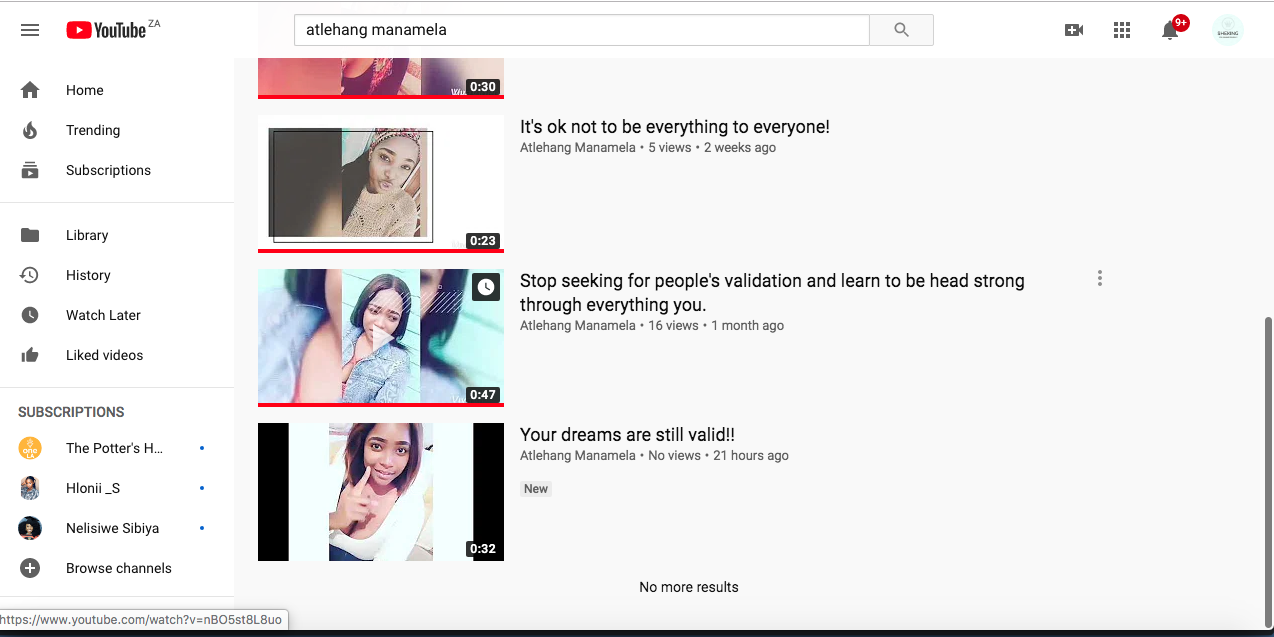 YouTube ZA
atlehang manamela
9+
Home
Trending
Subscriptions
Library
History
Watch Later
Liked videos
SUBSCRIPTIONS
The Potter's H...
Hlonii _S
Nelisiwe Sibiya
Browse channels
0:30
It's ok not to be everything to everyone!
Atlehang Manamela • 5 views • 2 weeks ago
0:23
Stop seeking for people's validation and learn to be head strong
through everything you.
Atlehang Manamela • 16 views • 1 month ago
0:47
Your dreams are still valid!!
Atlehang Manamela • No views • 21 hours ago
New
0:32
No more results
https://www.youtube.com/watch?v=nBO5st8L8uo